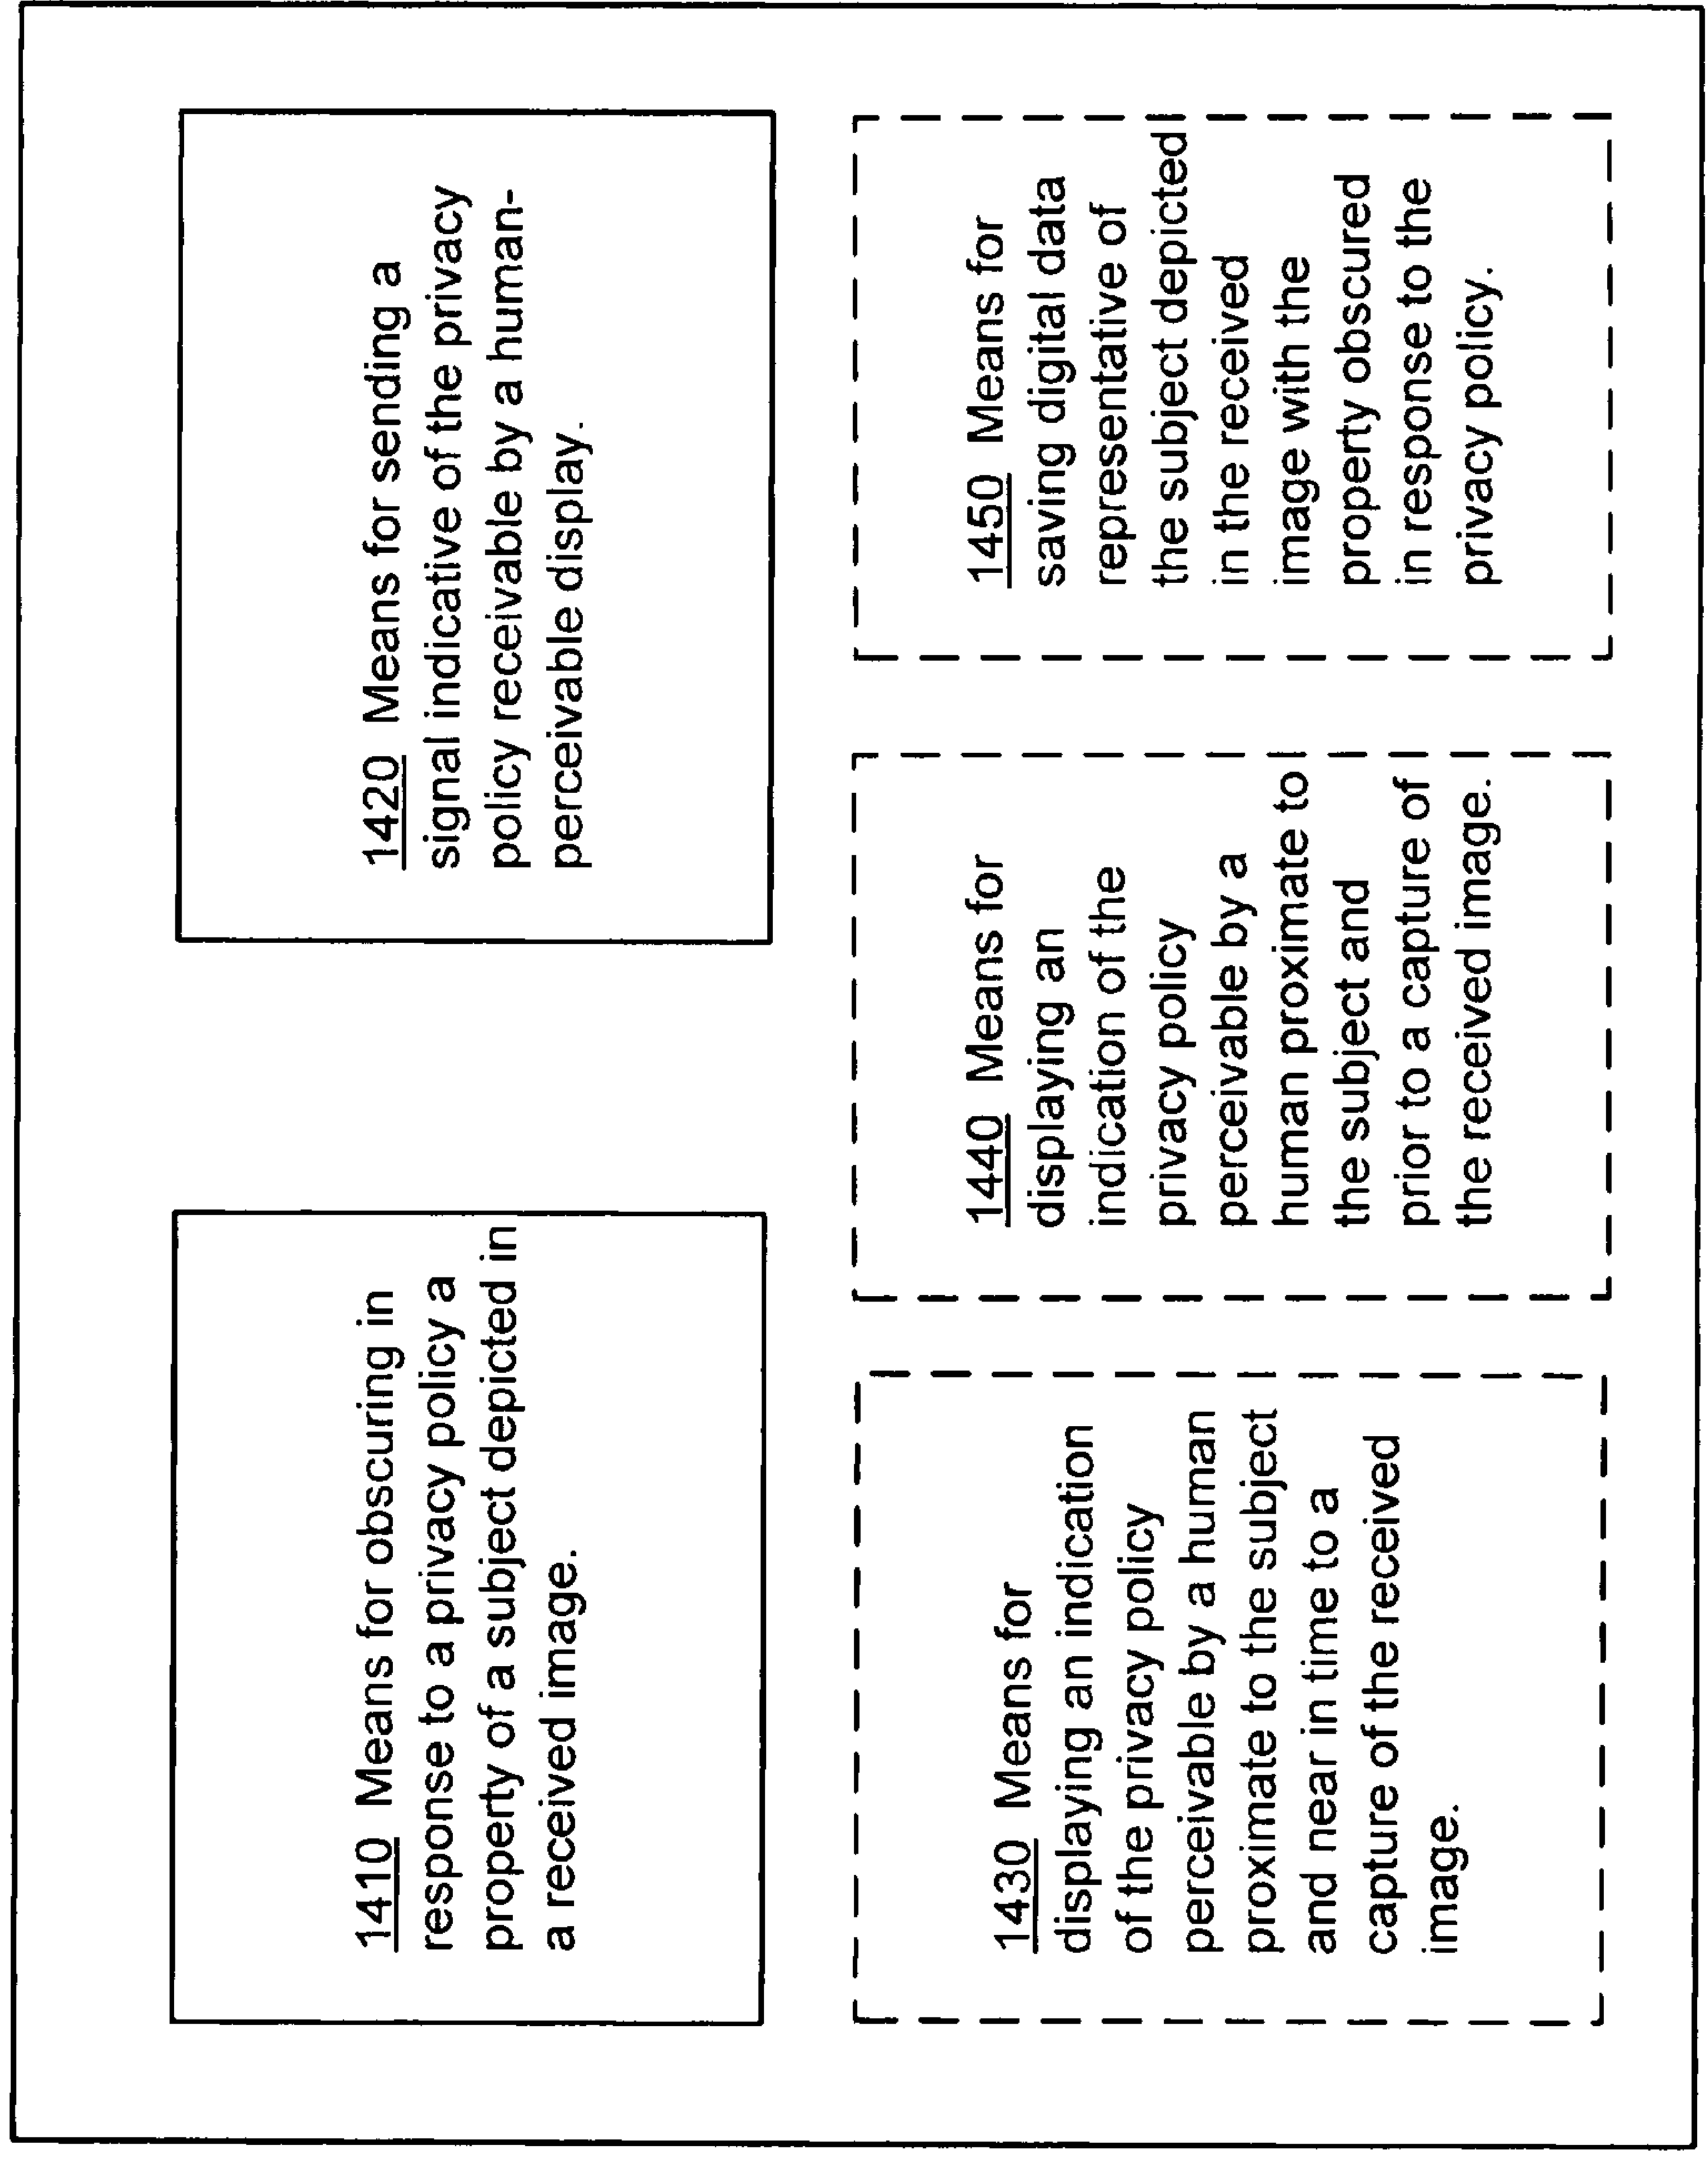 1410 Means for obscuring in
response to a privacy policy a
property of a subject depicted in
a received image.
1420 Means for sending a
signal indicative of the privacy
policy receivable by a human-
perceivable display.
1430 Means for
displaying an indication
of the privacy policy
perceivable by a human
proximate to the subject
and near in time to a
capture of the received
image.
1440 Means for
displaying an
indication of the
privacy policy
perceivable by a
human proximate to
the subject and
prior to a capture of
the received image.
1450 Means for
saving digital data
representative of
the subject depicted
in the received
image with the
property obscured
in response to the
privacy policy.